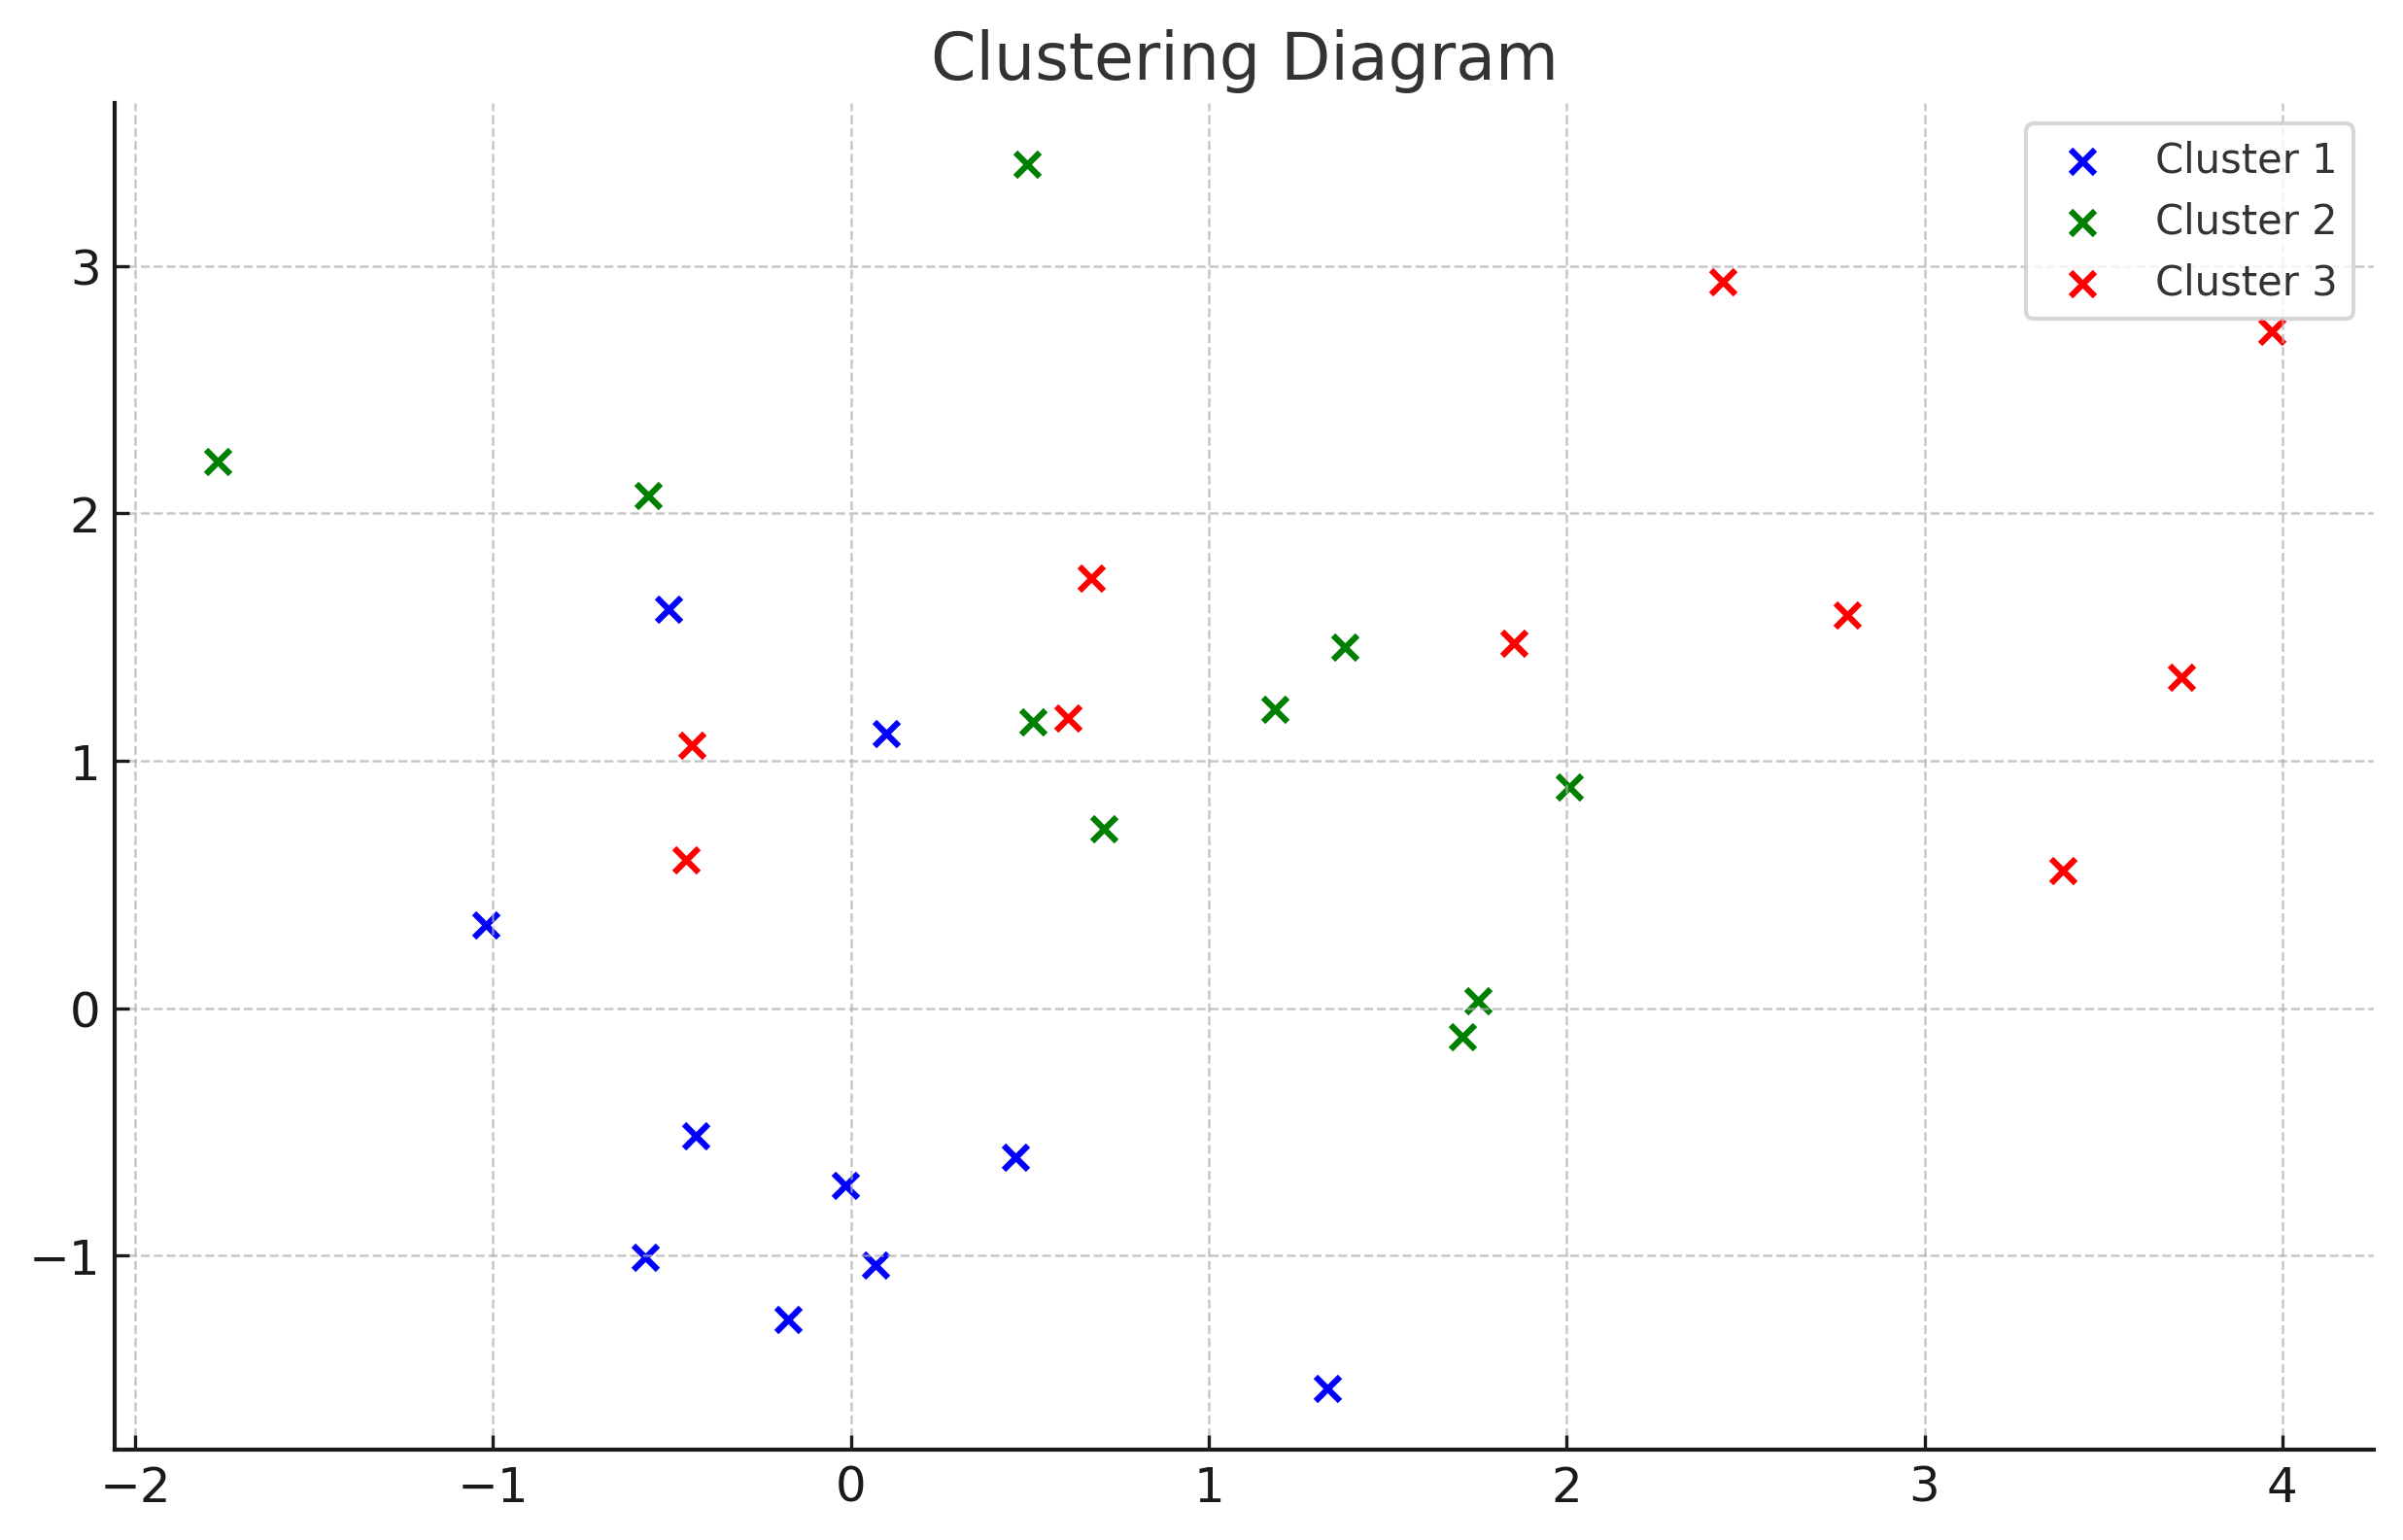 Clustering Diagram
Cluster 1
Cluster 2
Cluster 3
3
2
1
0
−1
−2 −1 0 1 2 3 4